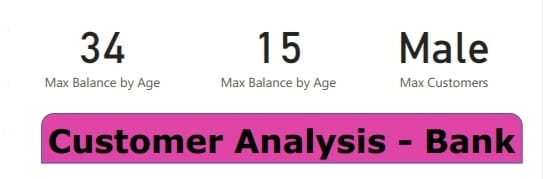 34 15 Male
Max Balance by Age Max Balance by Age Max Customers
Customer Analysis - Bank